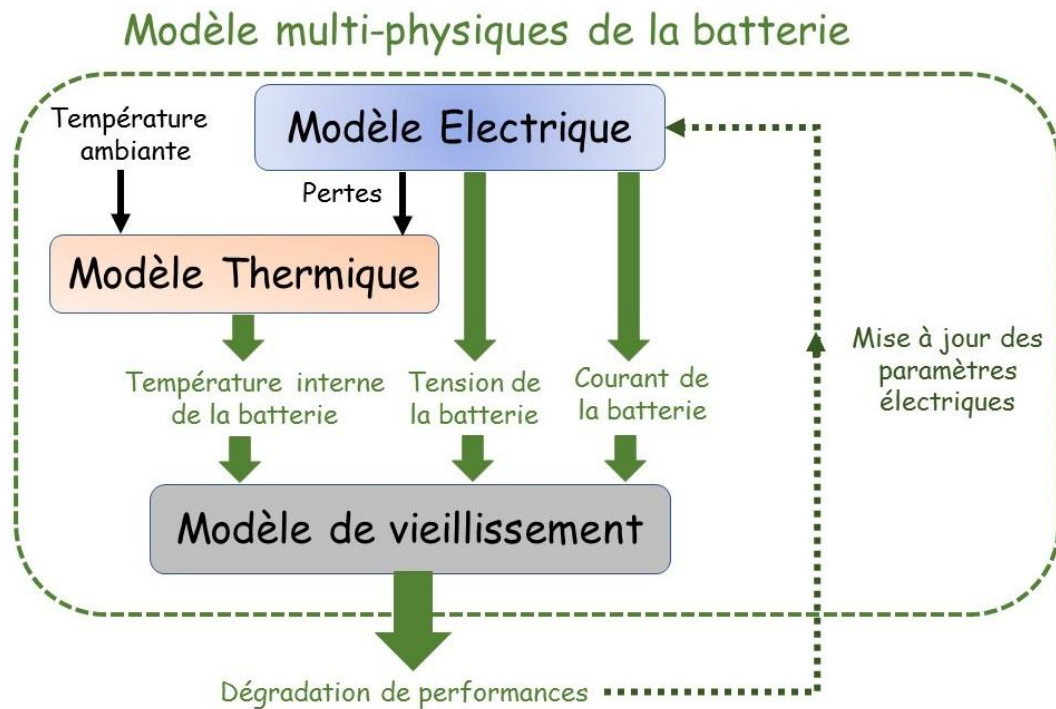 Modèle multi-physiques de la batterie
Température
ambiante
Modèle Electrique
Pertes
Modèle Thermique
Température interne
de la batterie
Tension de
la batterie
Courant de
la batterie
Mise à jour des
paramètres
électriques
Modèle de vieillissement
Dégradation de performances